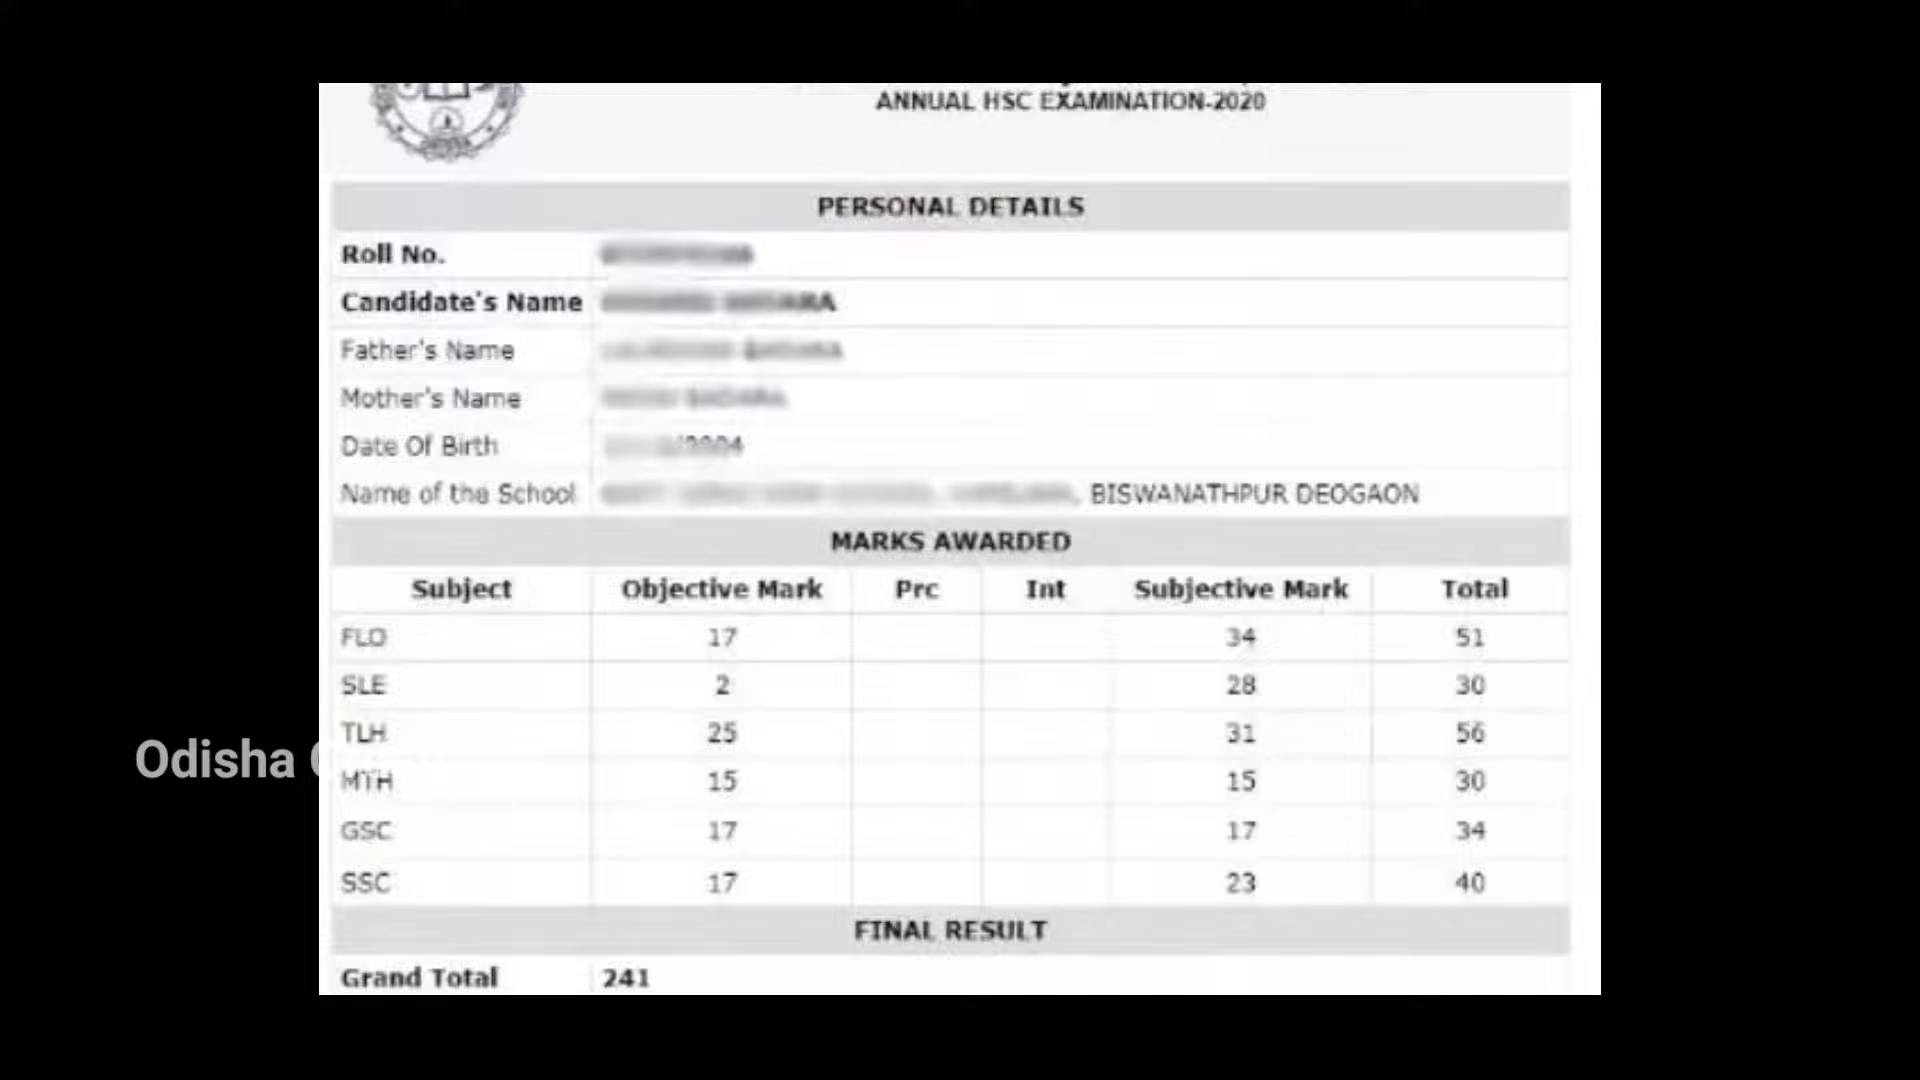 ANNUAL HSC EXAMINATION-2020
PERSONAL DETAILS
Roll No.
Candidate's Name
Father's Name
Mother's Name
Date Of Birth /2004
Name of the School , BISWANATHPUR DEOGAON
MARKS AWARDED
Subject Objective Mark Prc Int Subjective Mark Total
FLO 17 34 51
SLE 2 28 30
TLH 25 31 56
Odisha
MTH 15 15 30
GSC 17 17 34
SSC 17 23 40
FINAL RESULT
Grand Total 241